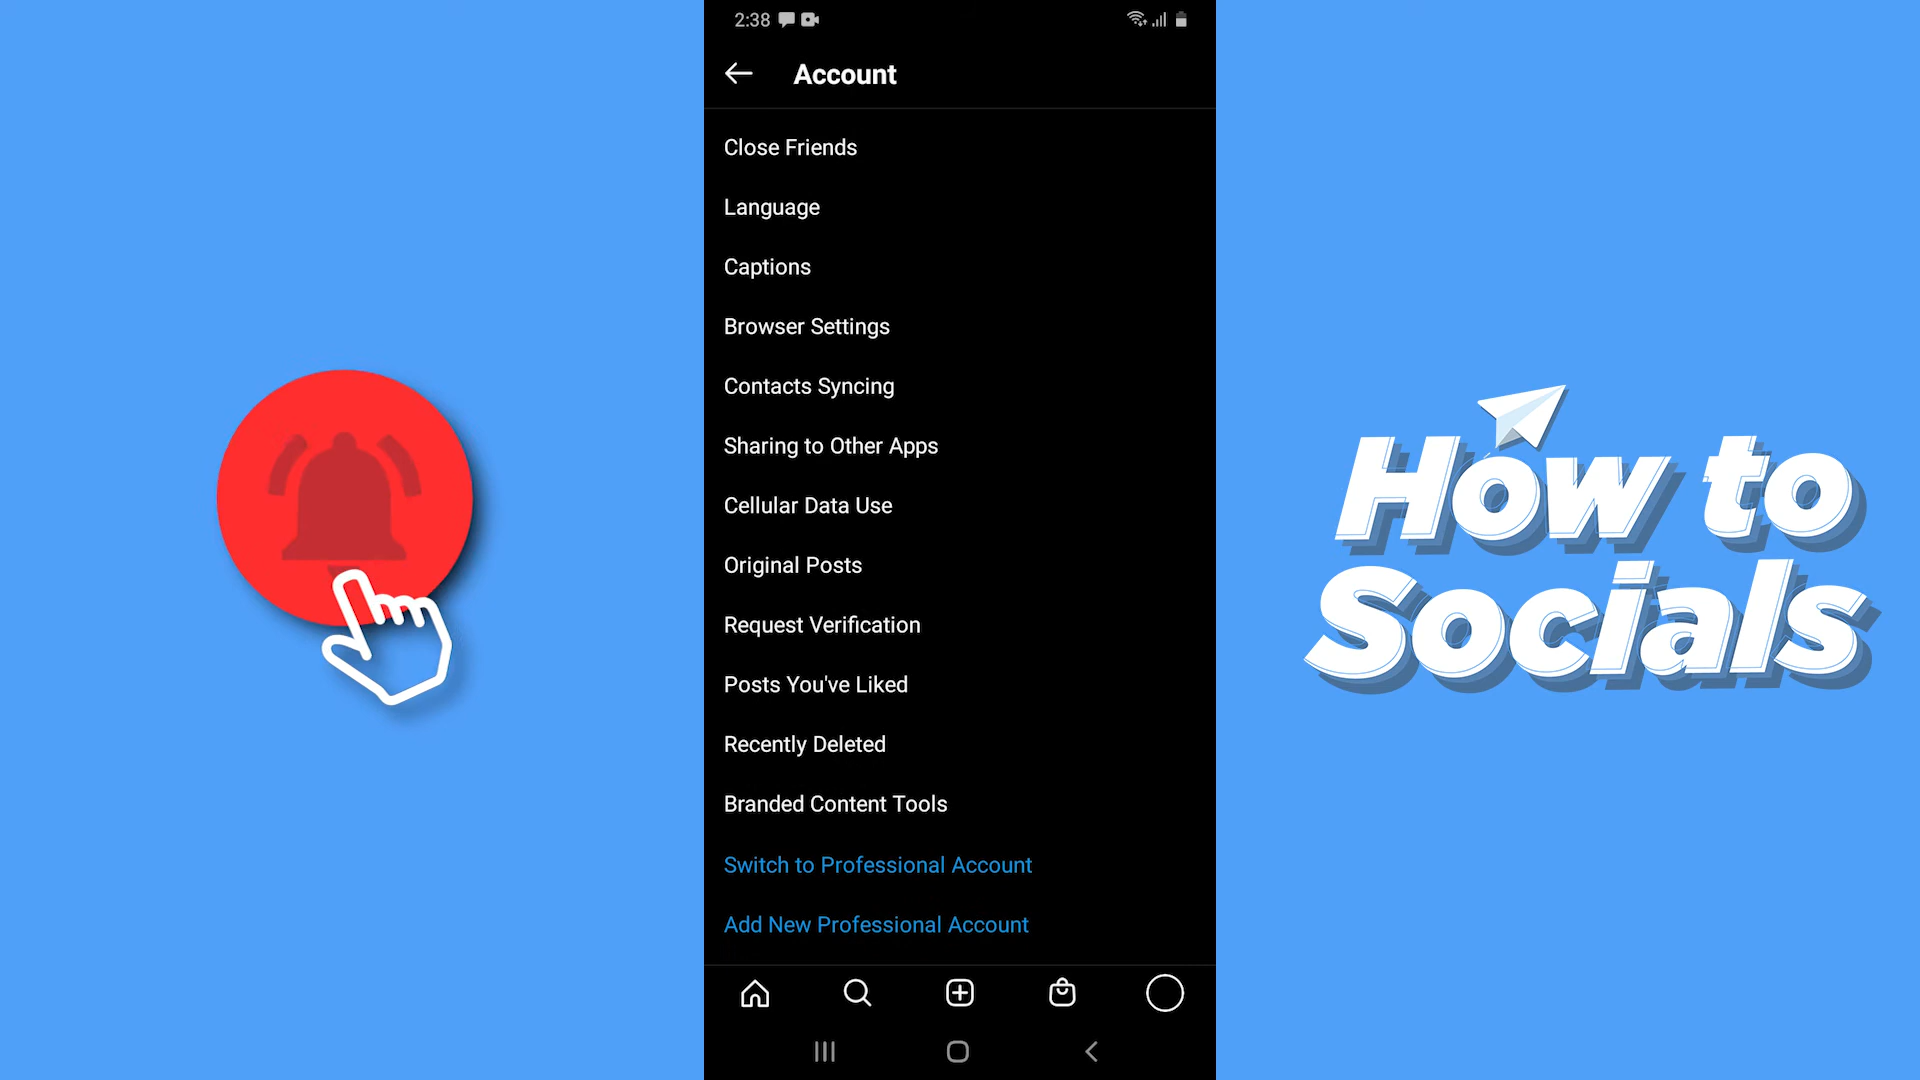 2:38
Account
Close Friends
Language
Captions
Browser Settings
Contacts Syncing
Sharing to Other Apps
Cellular Data Use
Original Posts
Request Verification
Posts You've Liked
Recently Deleted
Branded Content Tools
Switch to Professional Account
Add New Professional Account
How to
Socials